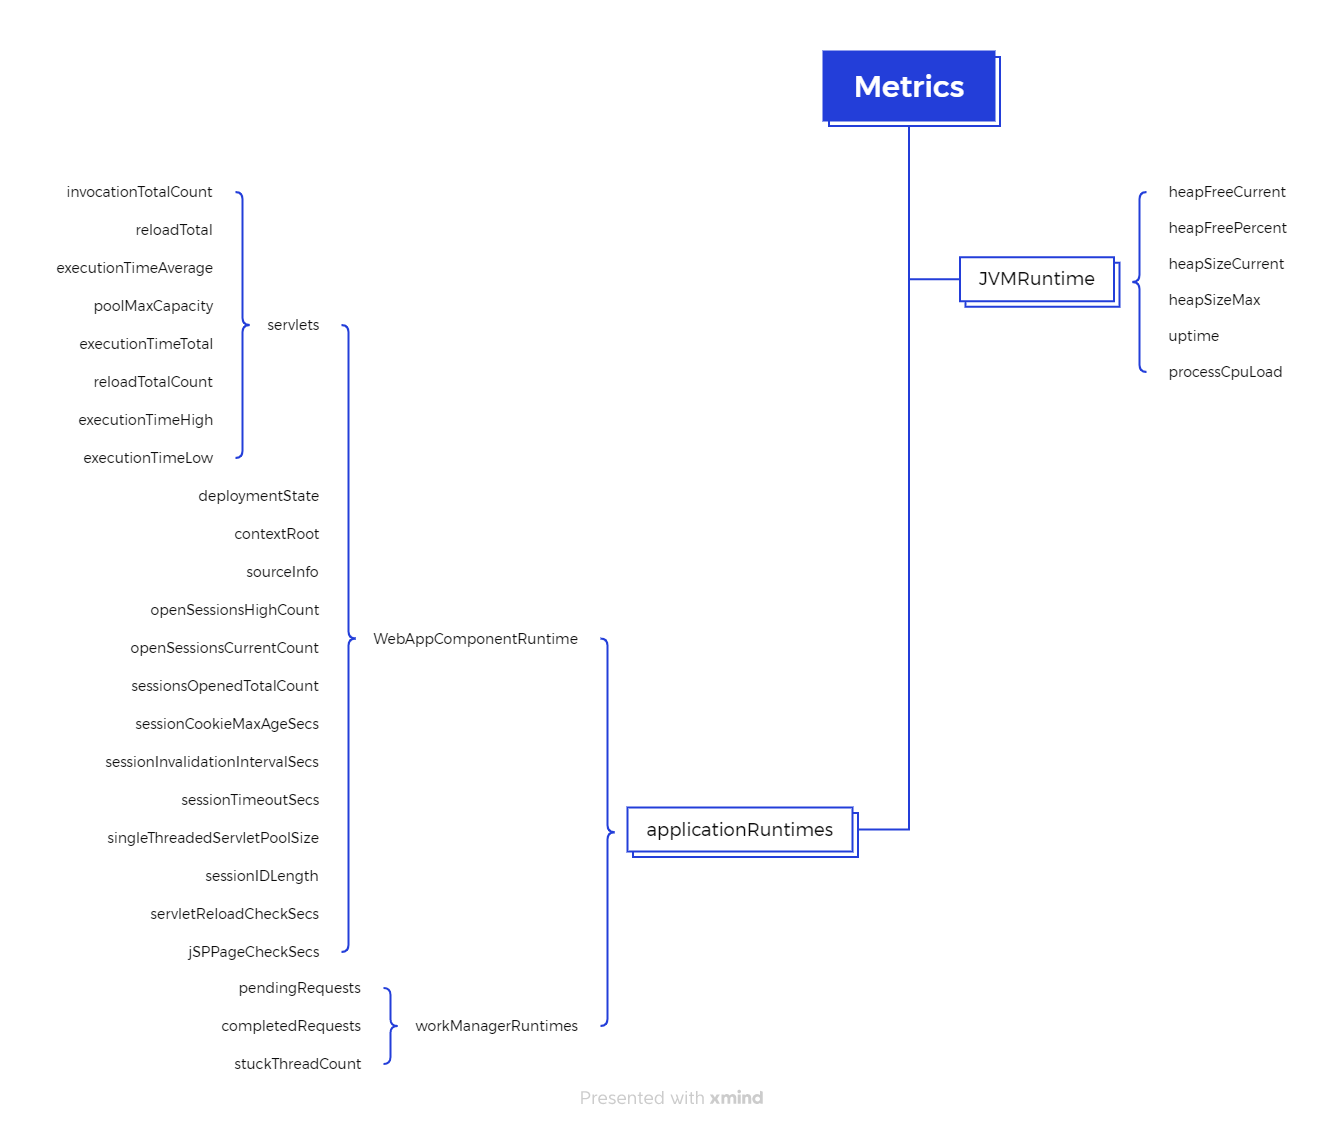 Metrics
JVMRuntime
heapFreeCurrent
heapFreePercent
heapSizeCurrent
heapSizeMax
uptime
processCpuLoad
applicationRuntimes
WebAppComponentRuntime
servlets
invocationTotalCount
reloadTotal
executionTimeAverage
poolMaxCapacity
executionTimeTotal
reloadTotalCount
executionTimeHigh
executionTimeLow
deploymentState
contextRoot
sourceInfo
openSessionsHighCount
openSessionsCurrentCount
sessionsOpenedTotalCount
sessionCookieMaxAgeSecs
sessionInvalidationIntervalSecs
sessionTimeoutSecs
singleThreadedServletPoolSize
sessionIDLength
servletReloadCheckSecs
jSPPageCheckSecs
workManagerRuntimes
pendingRequests
completedRequests
stuckThreadCount
Presented with xmind